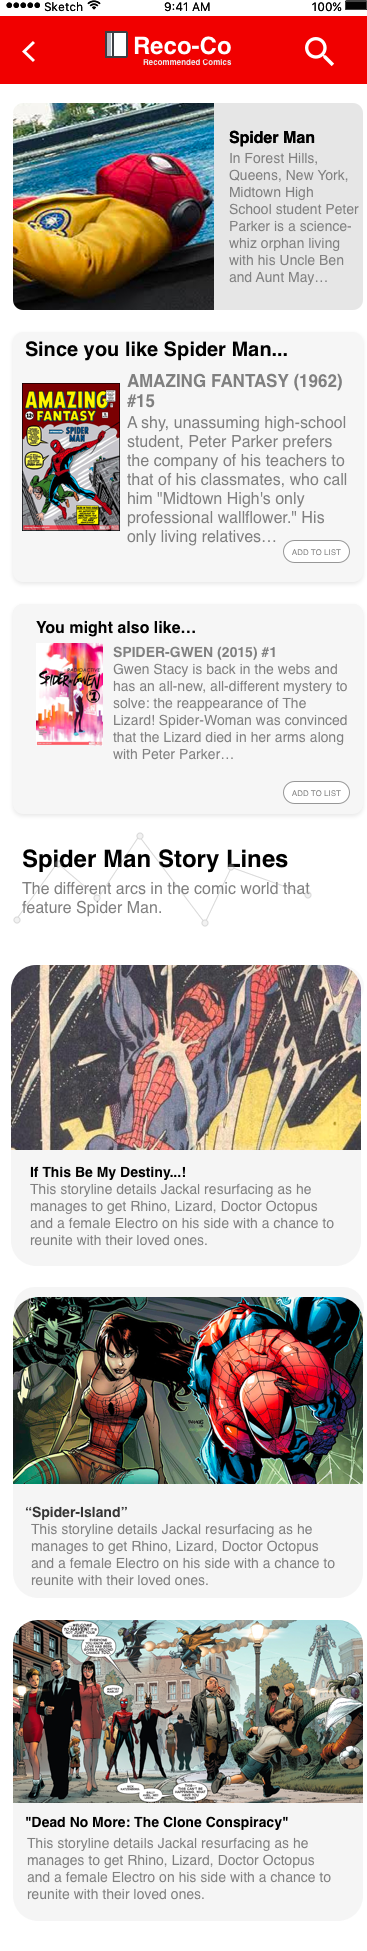 Sketch 9:41 AM 100%
Reco-Co
Recommended Comics
Spider Man
In Forest Hills,
Queens, New York,
Midtown High
School student Peter
Parker is a science-
whiz orphan living
with his Uncle Ben
and Aunt May…
Since you like Spider Man...
AMAZING FANTASY (1962)
#15
AMAZING
FANTASY
SPIDER
MAN
A shy, unassuming high-school
student, Peter Parker prefers
the company of his teachers to
that of his classmates, who call
him "Midtown High's only
professional wallflower." His
only living relatives…
ADD TO LIST
You might also like…
RADIOACTIVE
SPIDER-GWEN
#1
SPIDER-GWEN (2015) #1
Gwen Stacy is back in the webs and
has an all-new, all-different mystery to
solve: the reappearance of The
Lizard! Spider-Woman was convinced
that the Lizard died in her arms along
with Peter Parker…
ADD TO LIST
Spider Man Story Lines
The different arcs in the comic world that
feature Spider Man.
If This Be My Destiny...!
This storyline details Jackal resurfacing as he
manages to get Rhino, Lizard, Doctor Octopus
and a female Electro on his side with a chance to
reunite with their loved ones.
“Spider-Island”
This storyline details Jackal resurfacing as he
manages to get Rhino, Lizard, Doctor Octopus
and a female Electro on his side with a chance to
reunite with their loved ones.
WELCOME
TO HAVEN!
"Dead No More: The Clone Conspiracy"
This storyline details Jackal resurfacing as he
manages to get Rhino, Lizard, Doctor Octopus
and a female Electro on his side with a chance to
reunite with their loved ones.